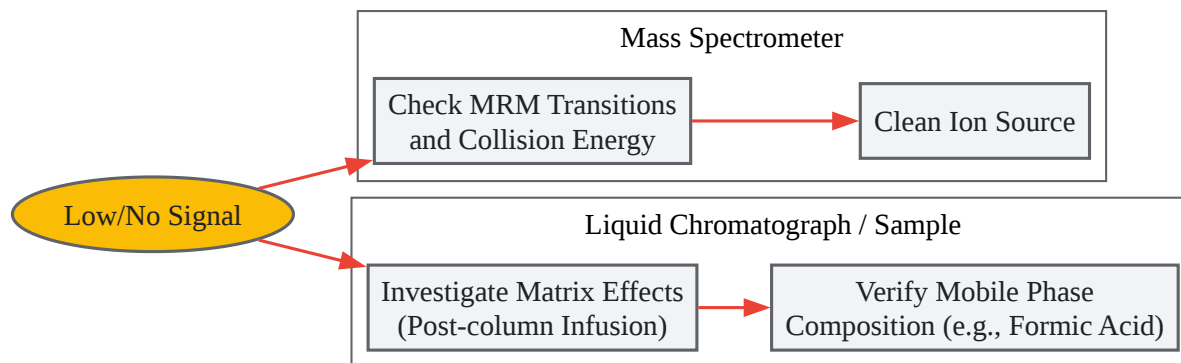 Mass Spectrometer
Check MRM Transitions
and Collision Energy
Clean Ion Source
Low/No Signal
Liquid Chromatograph / Sample
Investigate Matrix Effects
(Post-column Infusion)
Verify Mobile Phase
Composition (e.g., Formic Acid)